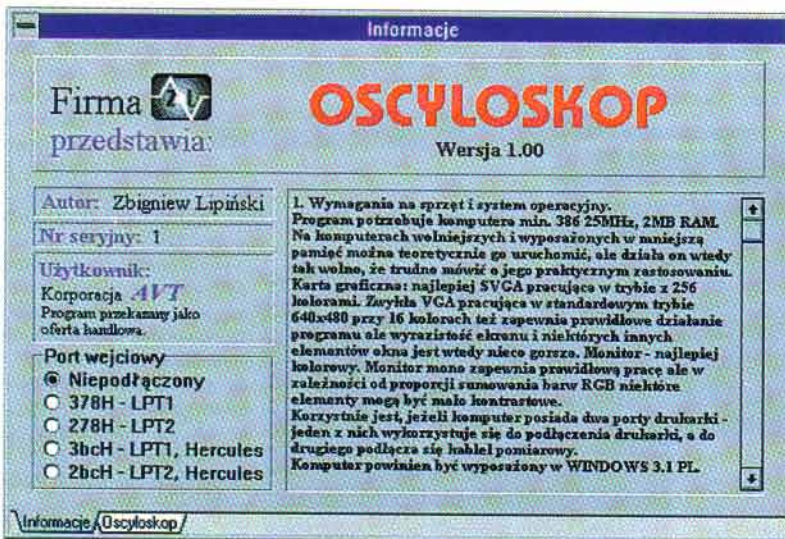 Informacje
Firma 21
przedstawia:
OSCYLOSKOP
Wersja 1.00
Autor: Zbigniew Lipiński
Nr seryjny: 1
Użytkownik:
Korporacja AVT
Program przekazany jako
oferta handlowa.
Port wejciowy
Niepodłączony
378H - LPT1
278H - LPT2
3bcH - LPT1, Hercules
2bcH - LPT2, Hercules
1. Wymagania na sprzęt i system operacyjny.
Program potrzebuje komputera min. 386 25MHz, 2MB RAM.
Na komputerach wolniejszych i wyposażonych w mniejszą
pamięć można teoretycznie go uruchomić, ale działa on wtedy
tak wolno, że trudno mówić o jego praktycznym zastosowaniu.
Karta graficzna: najlepiej SVGA pracująca w trybie z 256
kolorami. Zwykła VGA pracująca w standardowym trybie
640x480 przy 16 kolorach też zapewnia prawidłowe działanie
programu ale wyrazistość ekranu i niektórych innych
elementów okna jest wtedy nieco gorsza. Monitor - najlepiej
kolorowy. Monitor mono zapewnia prawidłową pracę ale w
zależności od proporcji sumowania barw RGB niektóre
elementy mogą być mało kontrastowe.
Korzystnie jest, jeżeli komputer posiada dwa porty drukarki -
jeden z nich wykorzystuje się do podłączenia drukarki, a do
drugiego podłącza się kabel pomiarowy.
Komputer powinien być wyposażony w WINDOWS 3.1 PL.
Informacje Oscyloskop